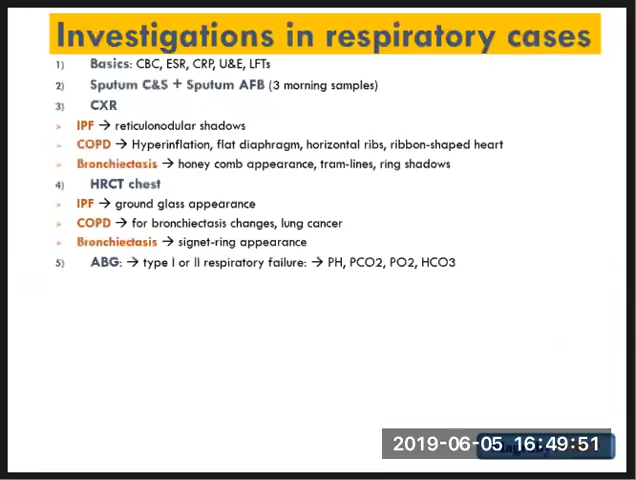 Investigations in respiratory cases
1) Basics: CBC, ESR, CRP, U&E, LFTs
2) Sputum C&S + Sputum AFB (3 morning samples)
3) CXR
➢ IPF → reticulonodular shadows
➢ COPD → Hyperinflation, flat diaphragm, horizontal ribs, ribbon-shaped heart
➢ Bronchiectasis → honey comb appearance, tram-lines, ring shadows
4) HRCT chest
➢ IPF → ground glass appearance
➢ COPD → for bronchiectasis changes, lung cancer
➢ Bronchiectasis → signet-ring appearance
5) ABG: → type I or II respiratory failure: → PH, PCO2, PO2, HCO3
2019-06-05 16:49:51